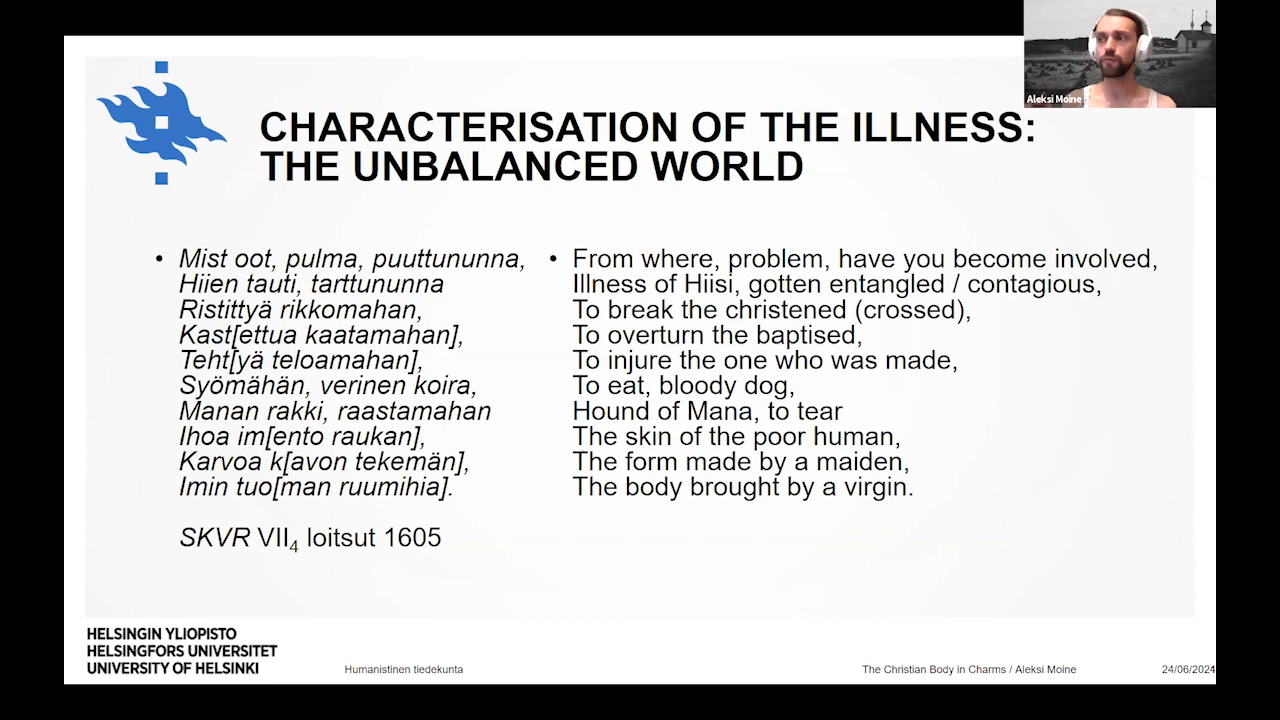 Aleksi Moine
CHARACTERISATION OF THE ILLNESS:
THE UNBALANCED WORLD
• Mist oot, pulma, puuttununna,
Hiien tauti, tarttununna
Ristittyä rikkomahan,
Kast[ettua kaatamahan],
Teht[yä teloamahan],
Syömähän, verinen koira,
Manan rakki, raastamahan
Ihoa im[ento raukan],
Karvoa k[avon tekemän],
Imin tuo[man ruumihia].
SKVR VII4 loitsut 1605
• From where, problem, have you become involved,
Illness of Hiisi, gotten entangled / contagious,
To break the christened (crossed),
To overturn the baptised,
To injure the one who was made,
To eat, bloody dog,
Hound of Mana, to tear
The skin of the poor human,
The form made by a maiden,
The body brought by a virgin.
HELSINGIN YLIOPISTO
HELSINGFORS UNIVERSITET
UNIVERSITY OF HELSINKI
Humanistinen tiedekunta
The Christian Body in Charms / Aleksi Moine
24/06/2024